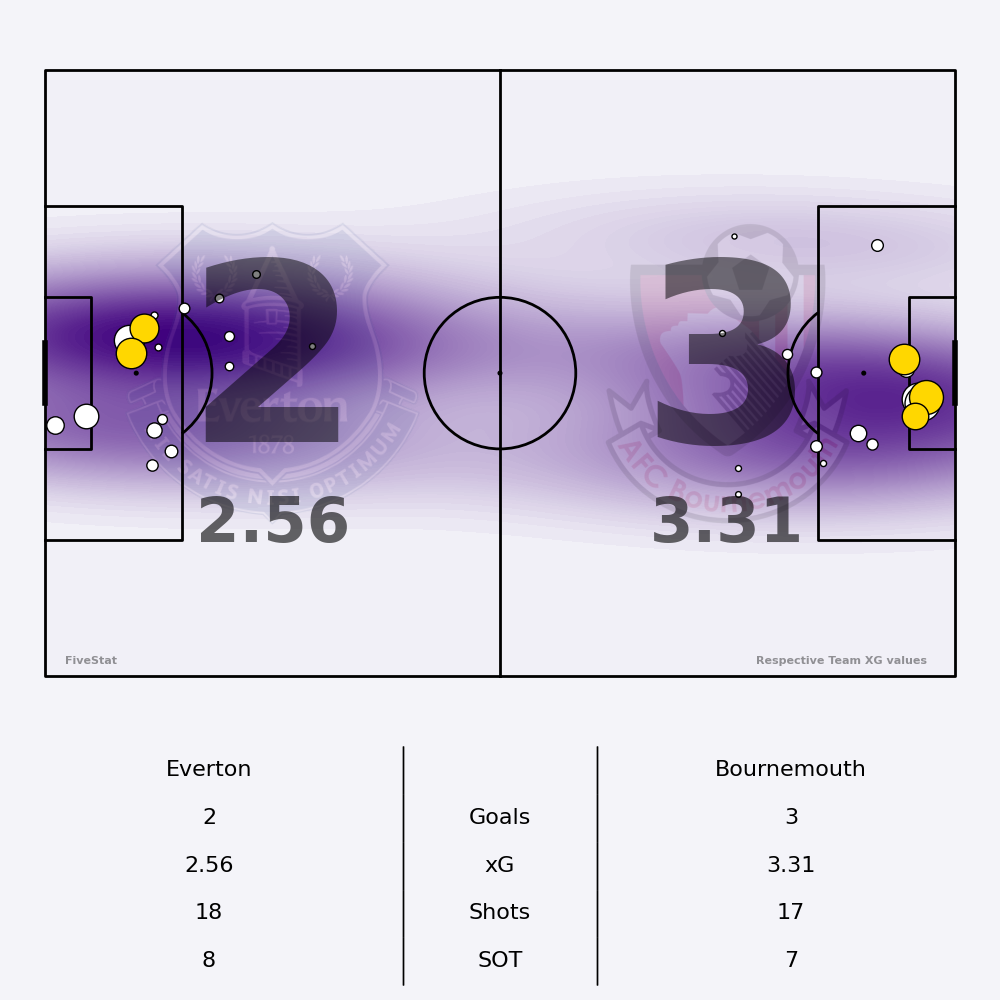 2 3
Everton
1878
NIL SATIS NISI OPTIMUM
AFC Bournemouth
2.56 3.31
FiveStat Respective Team XG values
Everton Bournemouth
2 Goals 3
2.56 xG 3.31
18 Shots 17
8 SOT 7